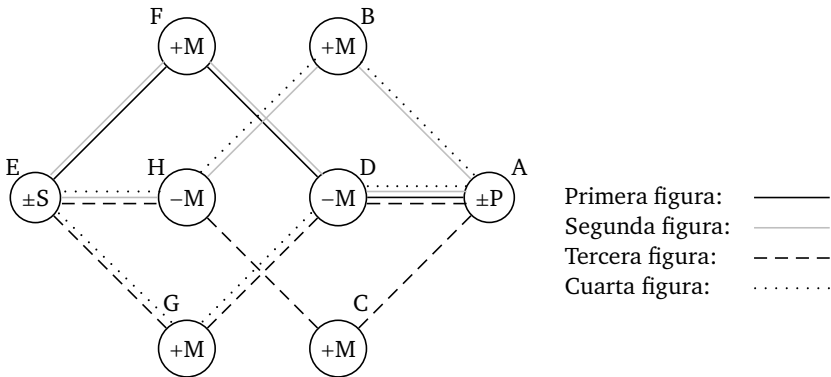 F
B
+M
+M
E
H
D
A
±S
−M
−M
±P
Primera figura:
Segunda figura:
Tercera figura:
Cuarta figura:
G
C
+M
+M